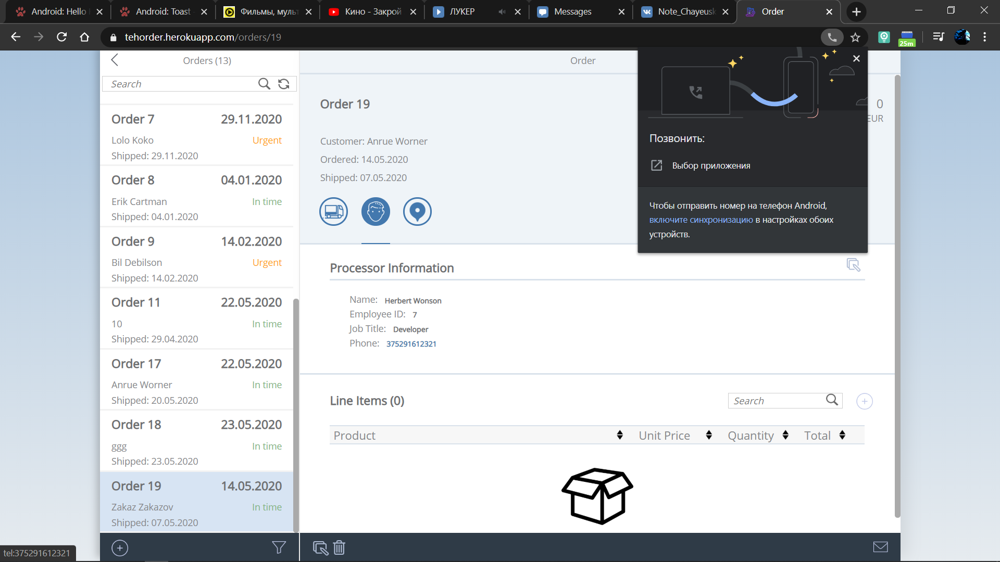 Android: Hello
Android: Toast
Фильмы, муль
Кино - Закрой
ЛУКЕР
Messages
Note_Chayeusk
Order
tehorder.herokuapp.com/orders/19
25m
Orders (13)
Search
Order 7 29.11.2020
Lolo Koko Urgent
Shipped: 29.11.2020
Order 8 04.01.2020
Erik Cartman In time
Shipped: 04.01.2020
Order 9 14.02.2020
Bil Debilson Urgent
Shipped: 14.02.2020
Order 11 22.05.2020
10 In time
Shipped: 29.04.2020
Order 17 22.05.2020
Anrue Worner In time
Shipped: 20.05.2020
Order 18 23.05.2020
ggg In time
Shipped: 23.05.2020
Order 19 14.05.2020
Zakaz Zakazov In time
Shipped: 07.05.2020
tel:375291612321
Order
Order 19
0
EUR
Customer: Anrue Worner
Ordered: 14.05.2020
Shipped: 07.05.2020
Позвонить:
Выбор приложения
Чтобы отправить номер на телефон Android,
включите синхронизацию в настройках обоих
устройств.
Processor Information
Name: Herbert Wonson
Employee ID: 7
Job Title: Developer
Phone: 375291612321
Line Items (0)
Search
Product Unit Price Quantity Total